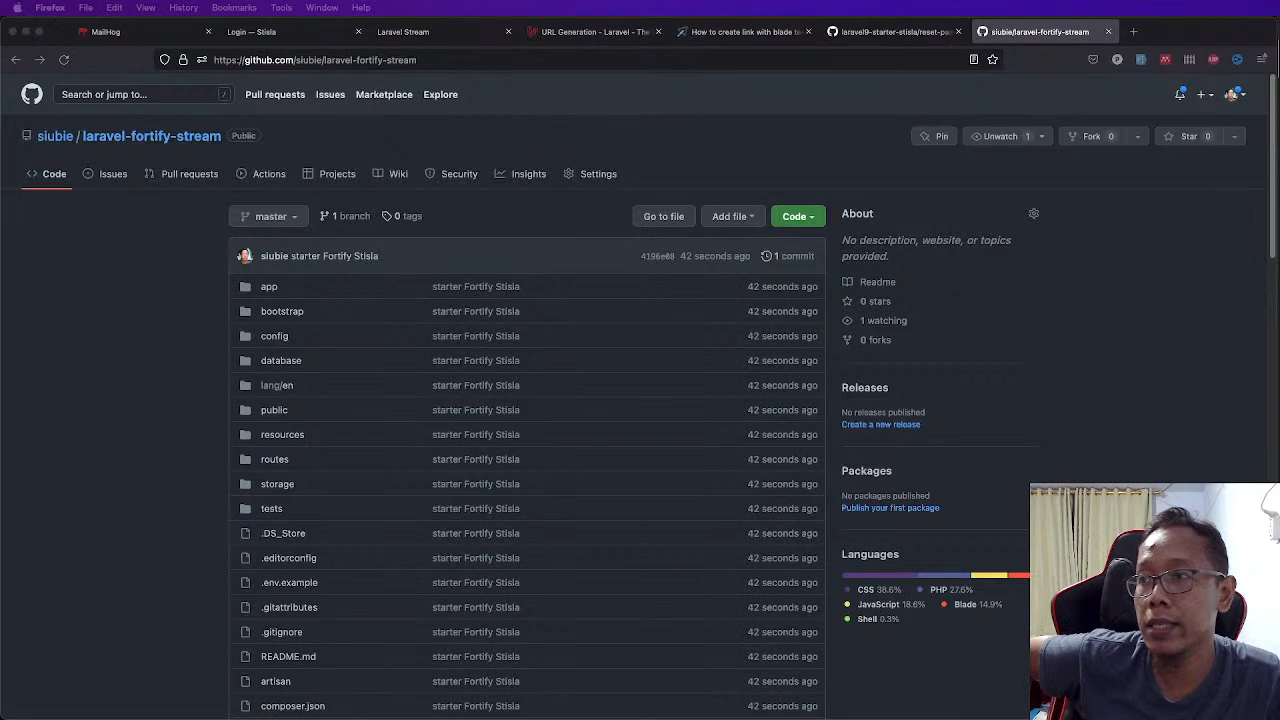 Firefox File Edit View History Bookmarks Tools Window Help
MailHog Login — Stisla Laravel Stream URL Generation - Laravel - The How to create link with blade te laravel9-starter-stisla/reset-pa siubie/laravel-fortify-stream
https://github.com/siubie/laravel-fortify-stream
Search or jump to... / Pull requests Issues Marketplace Explore
siubie / laravel-fortify-stream Public Pin Unwatch 1 Fork 0 Star 0
Code Issues Pull requests Actions Projects Wiki Security Insights Settings
master 1 branch 0 tags Go to file Add file Code
siubie starter Fortify Stisla 4196e08 42 seconds ago 1 commit
app starter Fortify Stisla 42 seconds ago
bootstrap starter Fortify Stisla 42 seconds ago
config starter Fortify Stisla 42 seconds ago
database starter Fortify Stisla 42 seconds ago
lang/en starter Fortify Stisla 42 seconds ago
public starter Fortify Stisla 42 seconds ago
resources starter Fortify Stisla 42 seconds ago
routes starter Fortify Stisla 42 seconds ago
storage starter Fortify Stisla 42 seconds ago
tests starter Fortify Stisla 42 seconds ago
.DS_Store starter Fortify Stisla 42 seconds ago
.editorconfig starter Fortify Stisla 42 seconds ago
.env.example starter Fortify Stisla 42 seconds ago
.gitattributes starter Fortify Stisla 42 seconds ago
.gitignore starter Fortify Stisla 42 seconds ago
README.md starter Fortify Stisla 42 seconds ago
artisan starter Fortify Stisla 42 seconds ago
composer.json starter Fortify Stisla 42 seconds ago
About
No description, website, or topics
provided.
Readme
0 stars
1 watching
0 forks
Releases
No releases published
Create a new release
Packages
No packages published
Publish your first package
Languages
CSS 38.6% PHP 27.6%
JavaScript 18.6% Blade 14.9%
Shell 0.3%